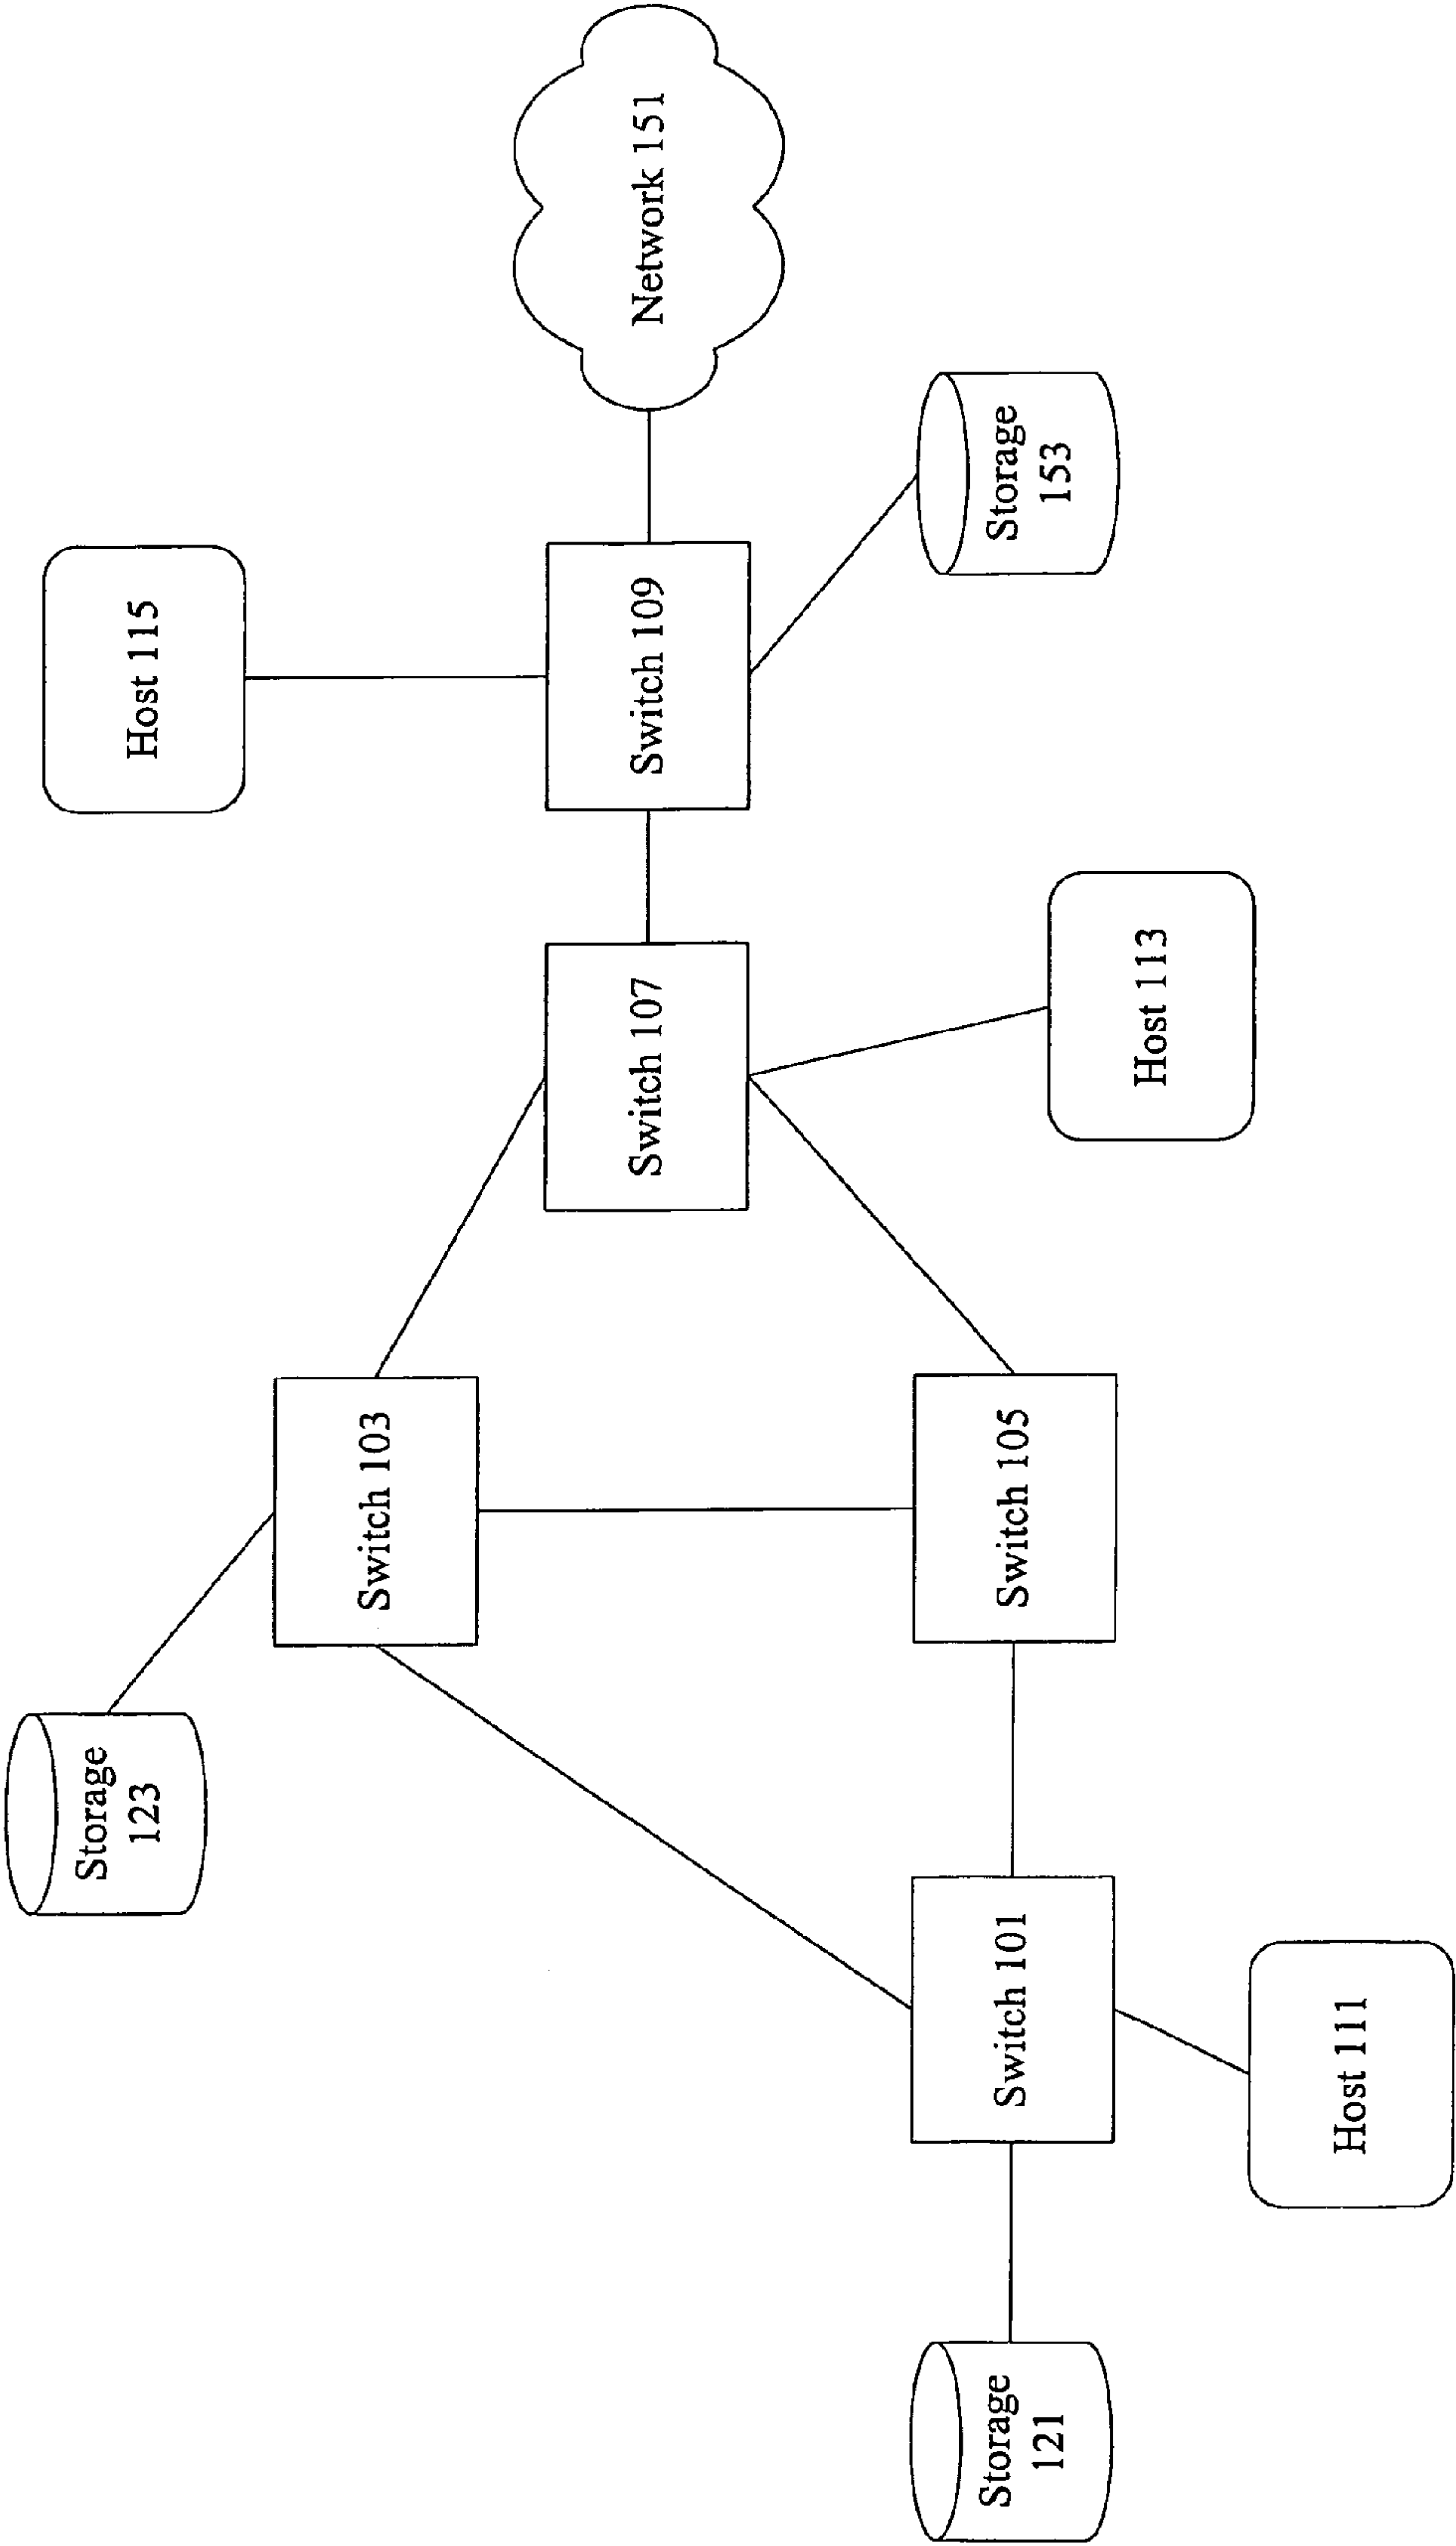 Storage
123
Host 115
Switch 103
Switch 107
Switch 109
Network 151
Storage
121
Switch 101
Switch 105
Storage
153
Host 113
Host 111